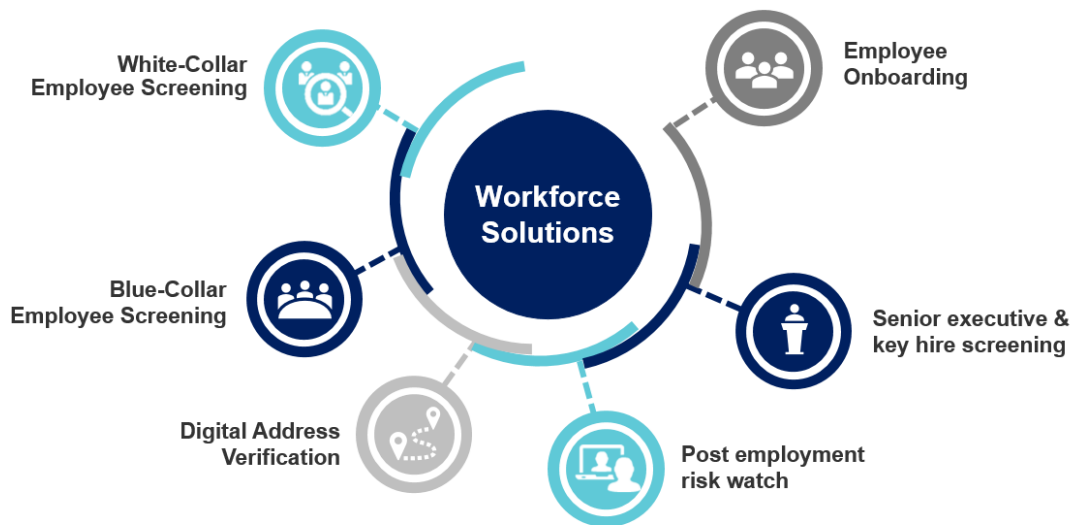 White-Collar
Employee Screening
Employee
Onboarding
Workforce
Solutions
Blue-Collar
Employee Screening
Senior executive &
key hire screening
Digital Address
Verification
Post employment
risk watch